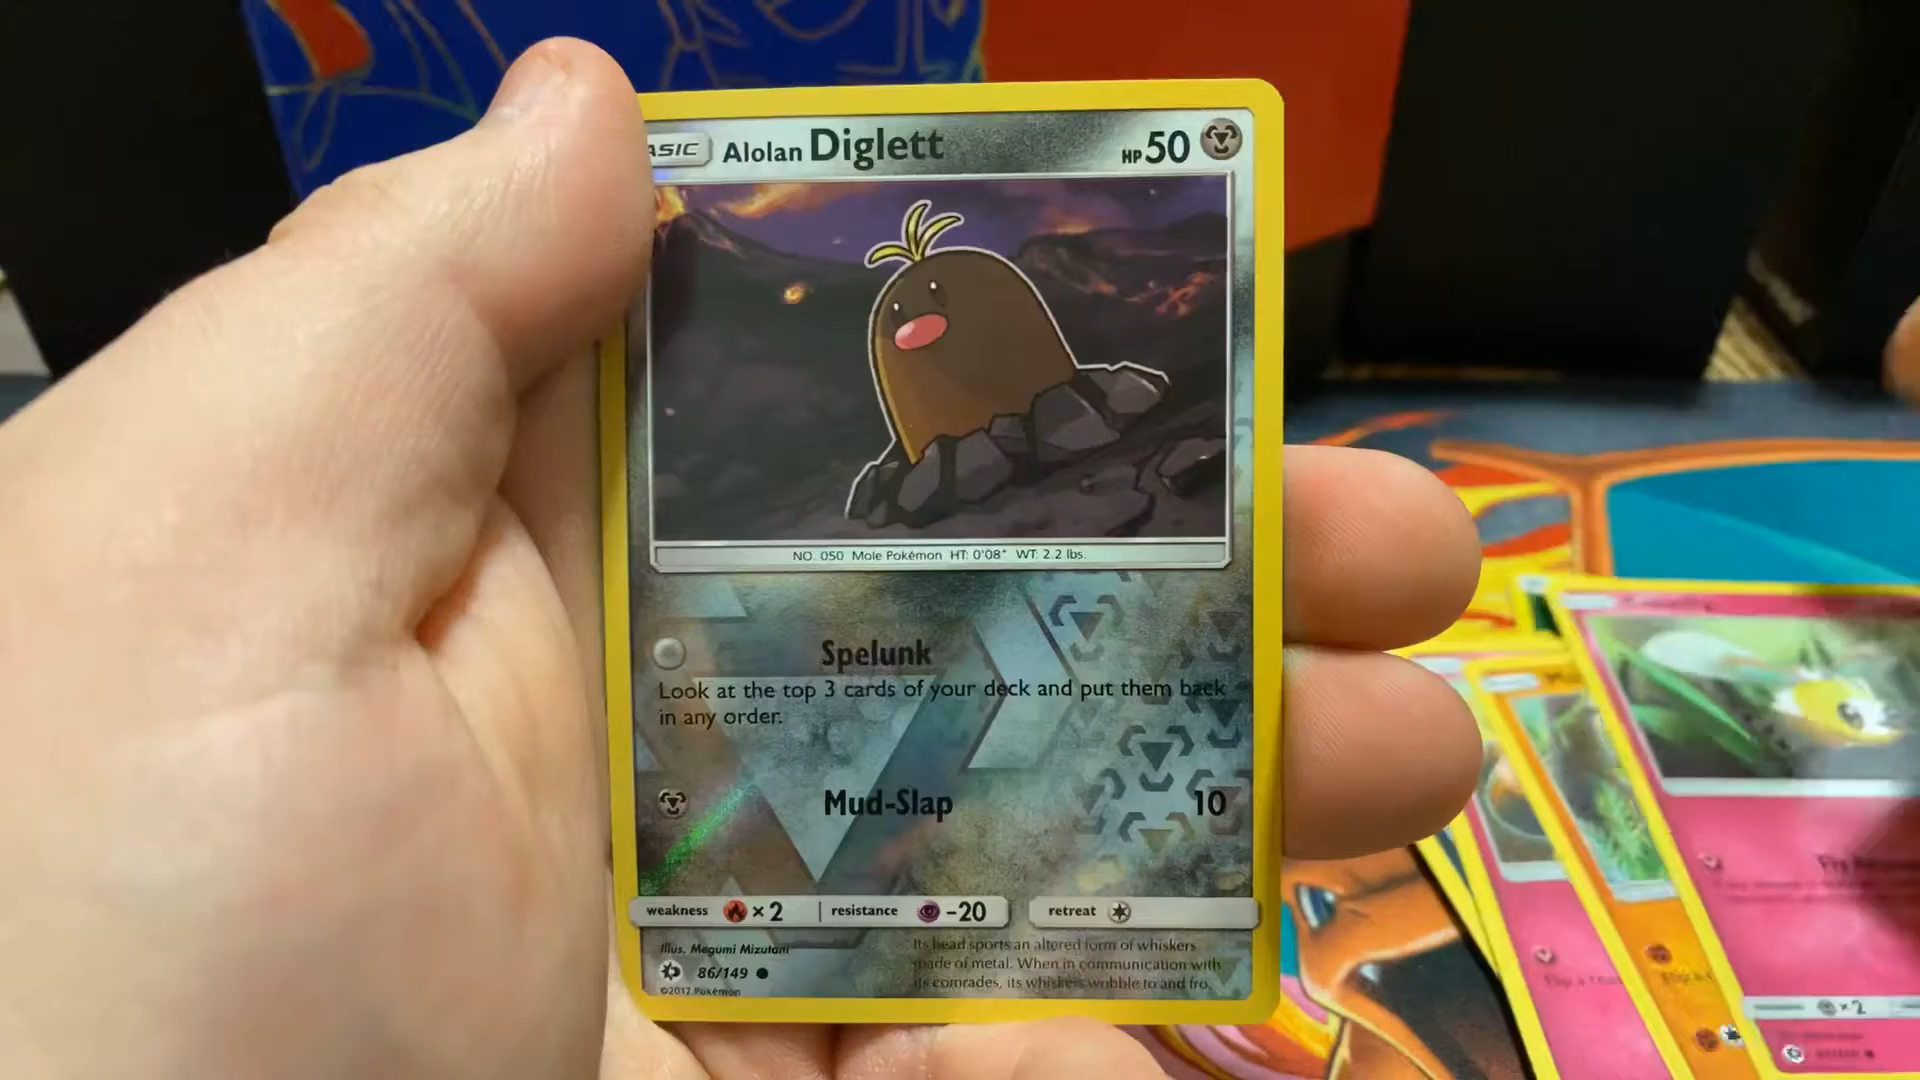 ASIC Alolan Diglett HP 50
NO. 050 Mole Pokémon HT: 0'08" WT: 2.2 lbs.
Spelunk
Look at the top 3 cards of your deck and put them back
in any order.
Mud-Slap 10
weakness ×2 resistance -20 retreat
Illus. Megumi Mizutani
86/149
©2017 Pokémon
Its head sports an altered form of whiskers
made of metal. When in communication with
its comrades, its whiskers wobble to and fro.
×2